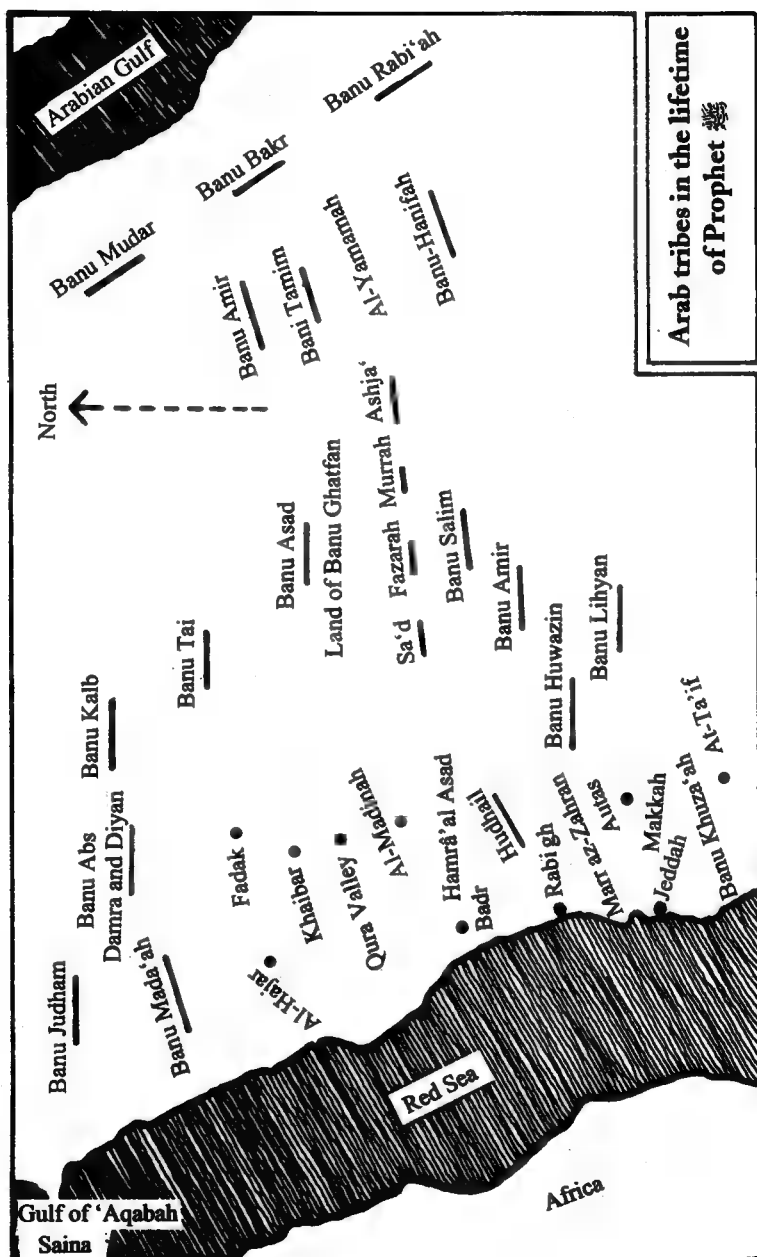 Arab tribes in the lifetime
of Prophet ﷺ
Arabian Gulf
Banu Rabi‘ah
Banu Bakr
Banu Mudar
Banu Amir
Bani Tamim
Al-Yamamah
Banu-Hanifah
North
Ashja‘
Murrah
Fazarah
Sa‘d
Banu Asad
Land of Banu Ghatfan
Banu Salim
Banu Amir
Banu Lihyan
Banu Huwazin
Banu Tai
Banu Kalb
Banu Abs
Damra and Diyan
Banu Judham
Banu Mada‘ah
Fadak
Khaibar
Al-Hajar
Qura Valley
Al-Madinah
Hamrâ’al Asad
Badr
Hudhail
Rabigh
Marr az-Zahran
Autas
Makkah
Jeddah
Banu Khuza‘ah
At-Ta’if
Red Sea
Africa
Gulf of ‘Aqabah
Saina